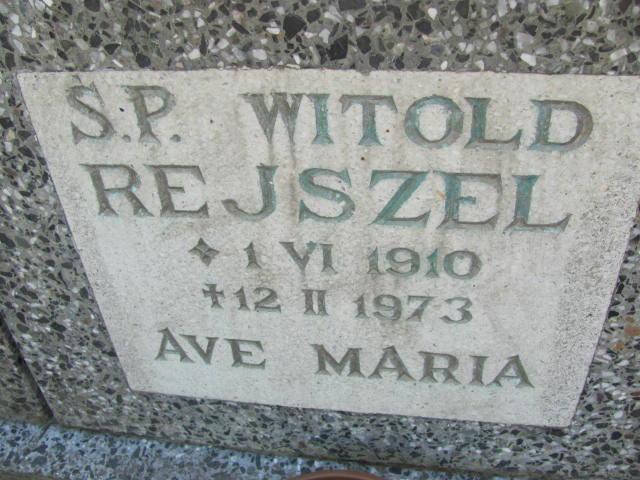 S.P. WITOLD
REJSZEL
✦ 1 VI 1910
✝ 12 II 1973
AVE MARIA